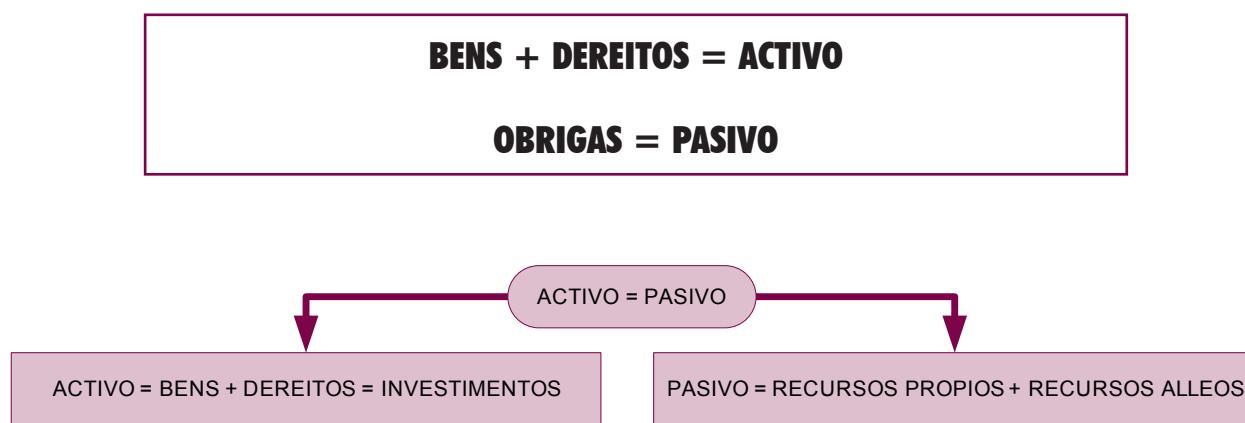 BENS + DEREITOS = ACTIVO
OBRIGAS = PASIVO
ACTIVO = PASIVO
ACTIVO = BENS + DEREITOS = INVESTIMENTOS
PASIVO = RECURSOS PROPIOS + RECURSOS ALLEOS